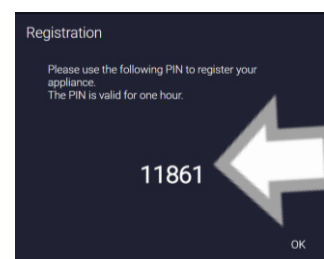 Registration
Please use the following PIN to register your
appliance.
The PIN is valid for one hour.
11861
OK